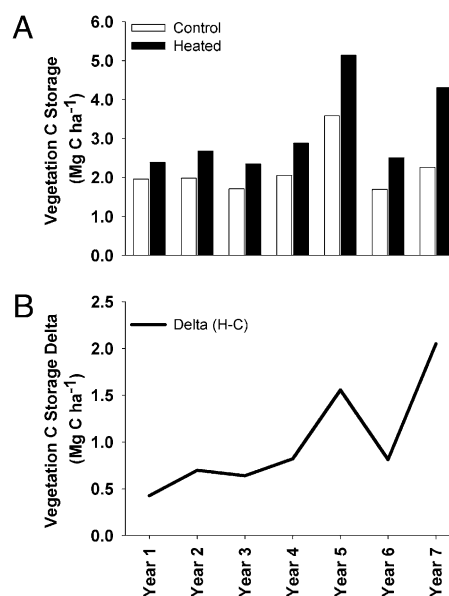 A
Control
Heated
Vegetation C Storage
(Mg C ha⁻¹)
6.0
5.0
4.0
3.0
2.0
1.0
0.0
B
Delta (H-C)
Vegetation C Storage Delta
(Mg C ha⁻¹)
2.5
2.0
1.5
1.0
0.5
0.0
Year 1
Year 2
Year 3
Year 4
Year 5
Year 6
Year 7